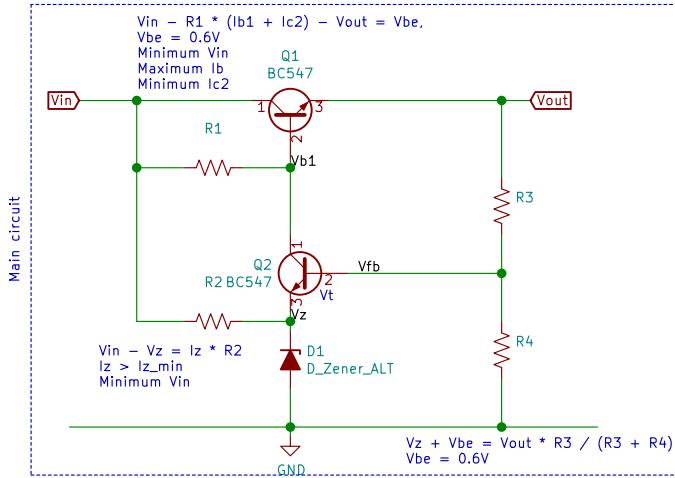 Vin - R1 * (Ib1 + Ic2) - Vout = Vbe,
Vbe = 0.6V
Minimum Vin
Maximum Ib
Minimum Ic2
Q1
BC547
Vin
1
3
Vout
R1
2
Vb1
R3
Main circuit
1
Q2
R2 BC547
2
Vfb
Vt
3
Vz
Vin - Vz = Iz * R2
Iz > Iz_min
Minimum Vin
D1
D_Zener_ALT
R4
Vz + Vbe = Vout * R3 / (R3 + R4)
Vbe = 0.6V
GND